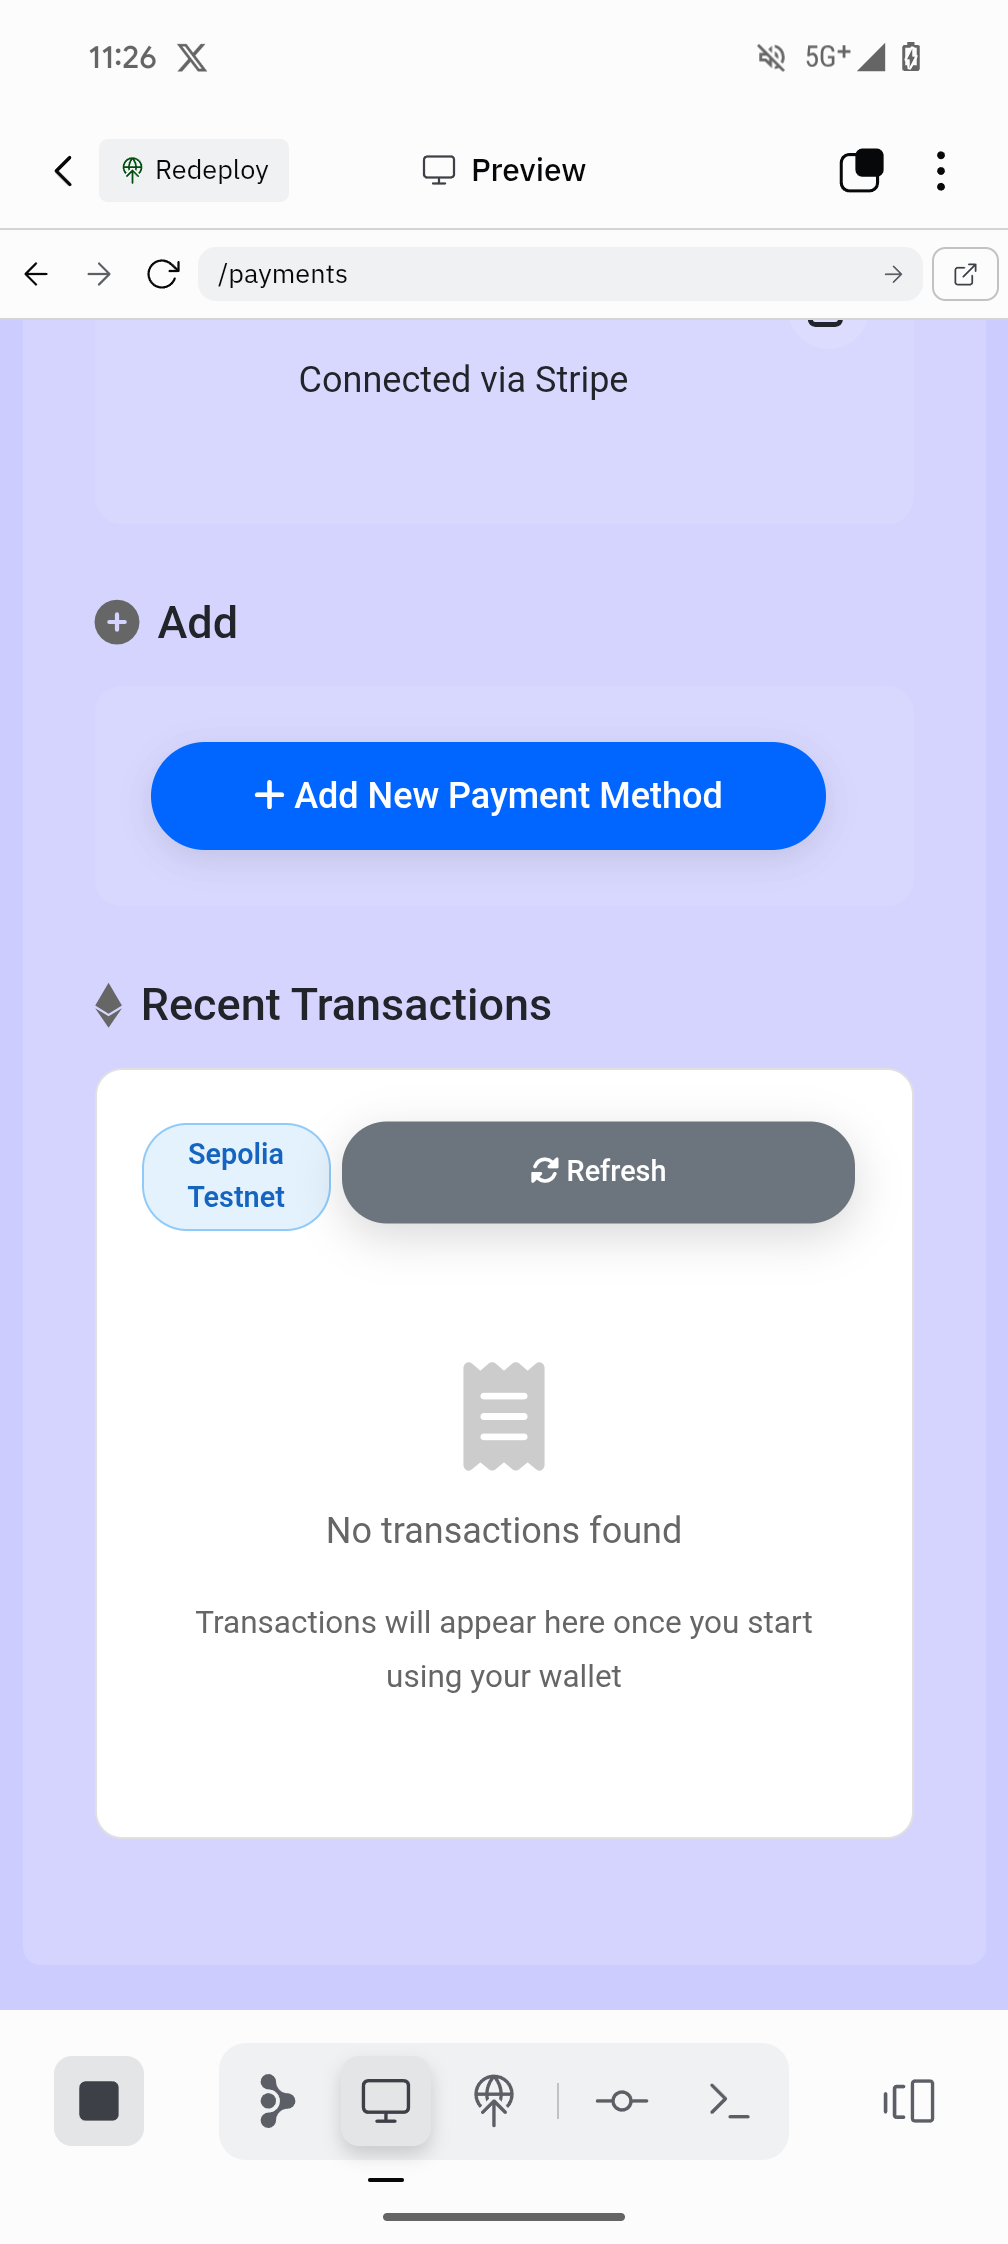 11:26
5G+
Redeploy
Preview
/payments
Connected via Stripe
Add
Add New Payment Method
Recent Transactions
Sepolia
Testnet
Refresh
No transactions found
Transactions will appear here once you start
using your wallet